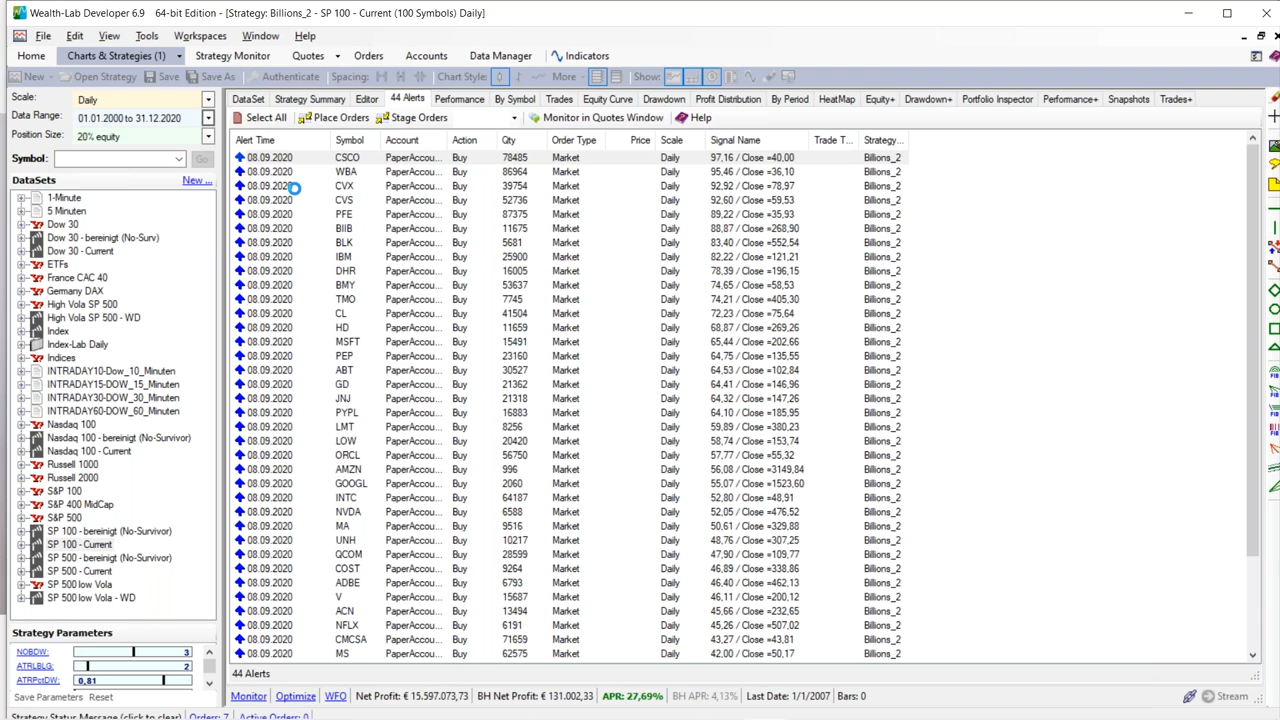 Wealth-Lab Developer 6.9 64-bit Edition - [Strategy: Billions_2 - SP 100 - Current (100 Symbols) Daily]
File Edit View Tools Workspaces Window Help
Home Charts & Strategies (1) Strategy Monitor Quotes Orders Accounts Data Manager Indicators
New Open Strategy Save Save As Authenticate Spacing: Chart Style: More Show:
Scale: Daily
Data Range: 01.01.2000 to 31.12.2020
Position Size: 20% equity
Symbol: Go
DataSets New ...
1-Minute
5 Minuten
Dow 30
Dow 30 - bereinigt (No-Surv)
Dow 30 - Current
ETFs
France CAC 40
Germany DAX
High Vola SP 500
High Vola SP 500 - WD
Index
Index-Lab Daily
Indices
INTRADAY10-Dow_10_Minuten
INTRADAY15-DOW_15_Minuten
INTRADAY30-DOW_30_Minuten
INTRADAY60-DOW_60_Minuten
Nasdaq 100
Nasdaq 100 - bereinigt (No-Survivor)
Nasdaq 100 - Current
Russell 1000
Russell 2000
S&P 100
S&P 400 MidCap
S&P 500
SP 100 - bereinigt (No-Survivor)
SP 100 - Current
SP 500 - bereinigt (No-Survivor)
SP 500 - Current
SP 500 low Vola
SP 500 low Vola - WD
Strategy Parameters
NOBDW 3
ATRLBLG 2
ATRPctDW 0,81
Save Parameters Reset
DataSet Strategy Summary Editor 44 Alerts Performance By Symbol Trades Equity Curve Drawdown Profit Distribution By Period HeatMap Equity+ Drawdown+ Portfolio Inspector Performance+ Snapshots Trades+
Select All Place Orders Stage Orders Monitor in Quotes Window Help
Alert Time Symbol Account Action Qty Order Type Price Scale Signal Name Trade T... Strategy...
08.09.2020 CSCO PaperAccou... Buy 78485 Market Daily 97,16 / Close =40,00 Billions_2
08.09.2020 WBA PaperAccou... Buy 86964 Market Daily 95,46 / Close =36,10 Billions_2
08.09.2020 CVX PaperAccou... Buy 39754 Market Daily 92,92 / Close =78,97 Billions_2
08.09.2020 CVS PaperAccou... Buy 52736 Market Daily 92,60 / Close =59,53 Billions_2
08.09.2020 PFE PaperAccou... Buy 87375 Market Daily 89,22 / Close =35,93 Billions_2
08.09.2020 BIIB PaperAccou... Buy 11675 Market Daily 88,87 / Close =268,90 Billions_2
08.09.2020 BLK PaperAccou... Buy 5681 Market Daily 83,40 / Close =552,54 Billions_2
08.09.2020 IBM PaperAccou... Buy 25900 Market Daily 82,22 / Close =121,21 Billions_2
08.09.2020 DHR PaperAccou... Buy 16005 Market Daily 78,39 / Close =196,15 Billions_2
08.09.2020 BMY PaperAccou... Buy 53637 Market Daily 74,65 / Close =58,53 Billions_2
08.09.2020 TMO PaperAccou... Buy 7745 Market Daily 74,21 / Close =405,30 Billions_2
08.09.2020 CL PaperAccou... Buy 41504 Market Daily 72,23 / Close =75,64 Billions_2
08.09.2020 HD PaperAccou... Buy 11659 Market Daily 68,87 / Close =269,26 Billions_2
08.09.2020 MSFT PaperAccou... Buy 15491 Market Daily 65,44 / Close =202,66 Billions_2
08.09.2020 PEP PaperAccou... Buy 23160 Market Daily 64,75 / Close =135,55 Billions_2
08.09.2020 ABT PaperAccou... Buy 30527 Market Daily 64,53 / Close =102,84 Billions_2
08.09.2020 GD PaperAccou... Buy 21362 Market Daily 64,41 / Close =146,96 Billions_2
08.09.2020 JNJ PaperAccou... Buy 21318 Market Daily 64,32 / Close =147,26 Billions_2
08.09.2020 PYPL PaperAccou... Buy 16883 Market Daily 64,10 / Close =185,95 Billions_2
08.09.2020 LMT PaperAccou... Buy 8256 Market Daily 59,89 / Close =380,23 Billions_2
08.09.2020 LOW PaperAccou... Buy 20420 Market Daily 58,74 / Close =153,74 Billions_2
08.09.2020 ORCL PaperAccou... Buy 56750 Market Daily 57,77 / Close =55,32 Billions_2
08.09.2020 AMZN PaperAccou... Buy 996 Market Daily 56,08 / Close =3149,84 Billions_2
08.09.2020 GOOGL PaperAccou... Buy 2060 Market Daily 55,07 / Close =1523,60 Billions_2
08.09.2020 INTC PaperAccou... Buy 64187 Market Daily 52,80 / Close =48,91 Billions_2
08.09.2020 NVDA PaperAccou... Buy 6588 Market Daily 52,05 / Close =476,52 Billions_2
08.09.2020 MA PaperAccou... Buy 9516 Market Daily 50,61 / Close =329,88 Billions_2
08.09.2020 UNH PaperAccou... Buy 10217 Market Daily 48,76 / Close =307,25 Billions_2
08.09.2020 QCOM PaperAccou... Buy 28599 Market Daily 47,90 / Close =109,77 Billions_2
08.09.2020 COST PaperAccou... Buy 9264 Market Daily 46,89 / Close =338,86 Billions_2
08.09.2020 ADBE PaperAccou... Buy 6793 Market Daily 46,40 / Close =462,13 Billions_2
08.09.2020 V PaperAccou... Buy 15687 Market Daily 46,11 / Close =200,12 Billions_2
08.09.2020 ACN PaperAccou... Buy 13494 Market Daily 45,66 / Close =232,65 Billions_2
08.09.2020 NFLX PaperAccou... Buy 6191 Market Daily 45,26 / Close =507,02 Billions_2
08.09.2020 CMCSA PaperAccou... Buy 71659 Market Daily 43,27 / Close =43,81 Billions_2
08.09.2020 MS PaperAccou... Buy 62575 Market Daily 42,00 / Close =50,17 Billions_2
44 Alerts
Monitor Optimize WFO Net Profit: € 15.597.073,73 BH Net Profit: € 131.002,33 APR: 27,69% BH APR: 4,13% Last Date: 1/1/2007 Bars: 0 Stream
Strategy Status Message (click to clear) Orders: 7 Active Orders: 0